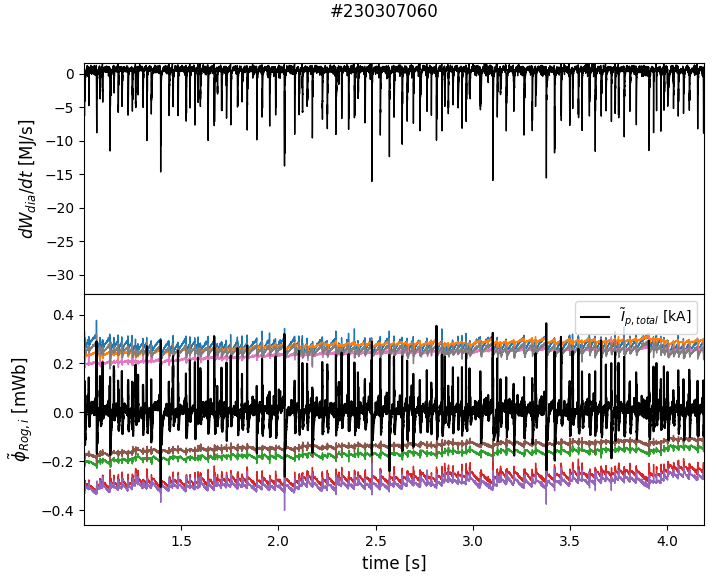 #230307060
0
−5
−10
−15
−20
−25
−30
dW_dia/dt [MJ/s]
0.4
0.2
0.0
−0.2
−0.4
ϕ̃_Rog,i [mWb]
Ĩ_p,total [kA]
1.5 2.0 2.5 3.0 3.5 4.0
time [s]